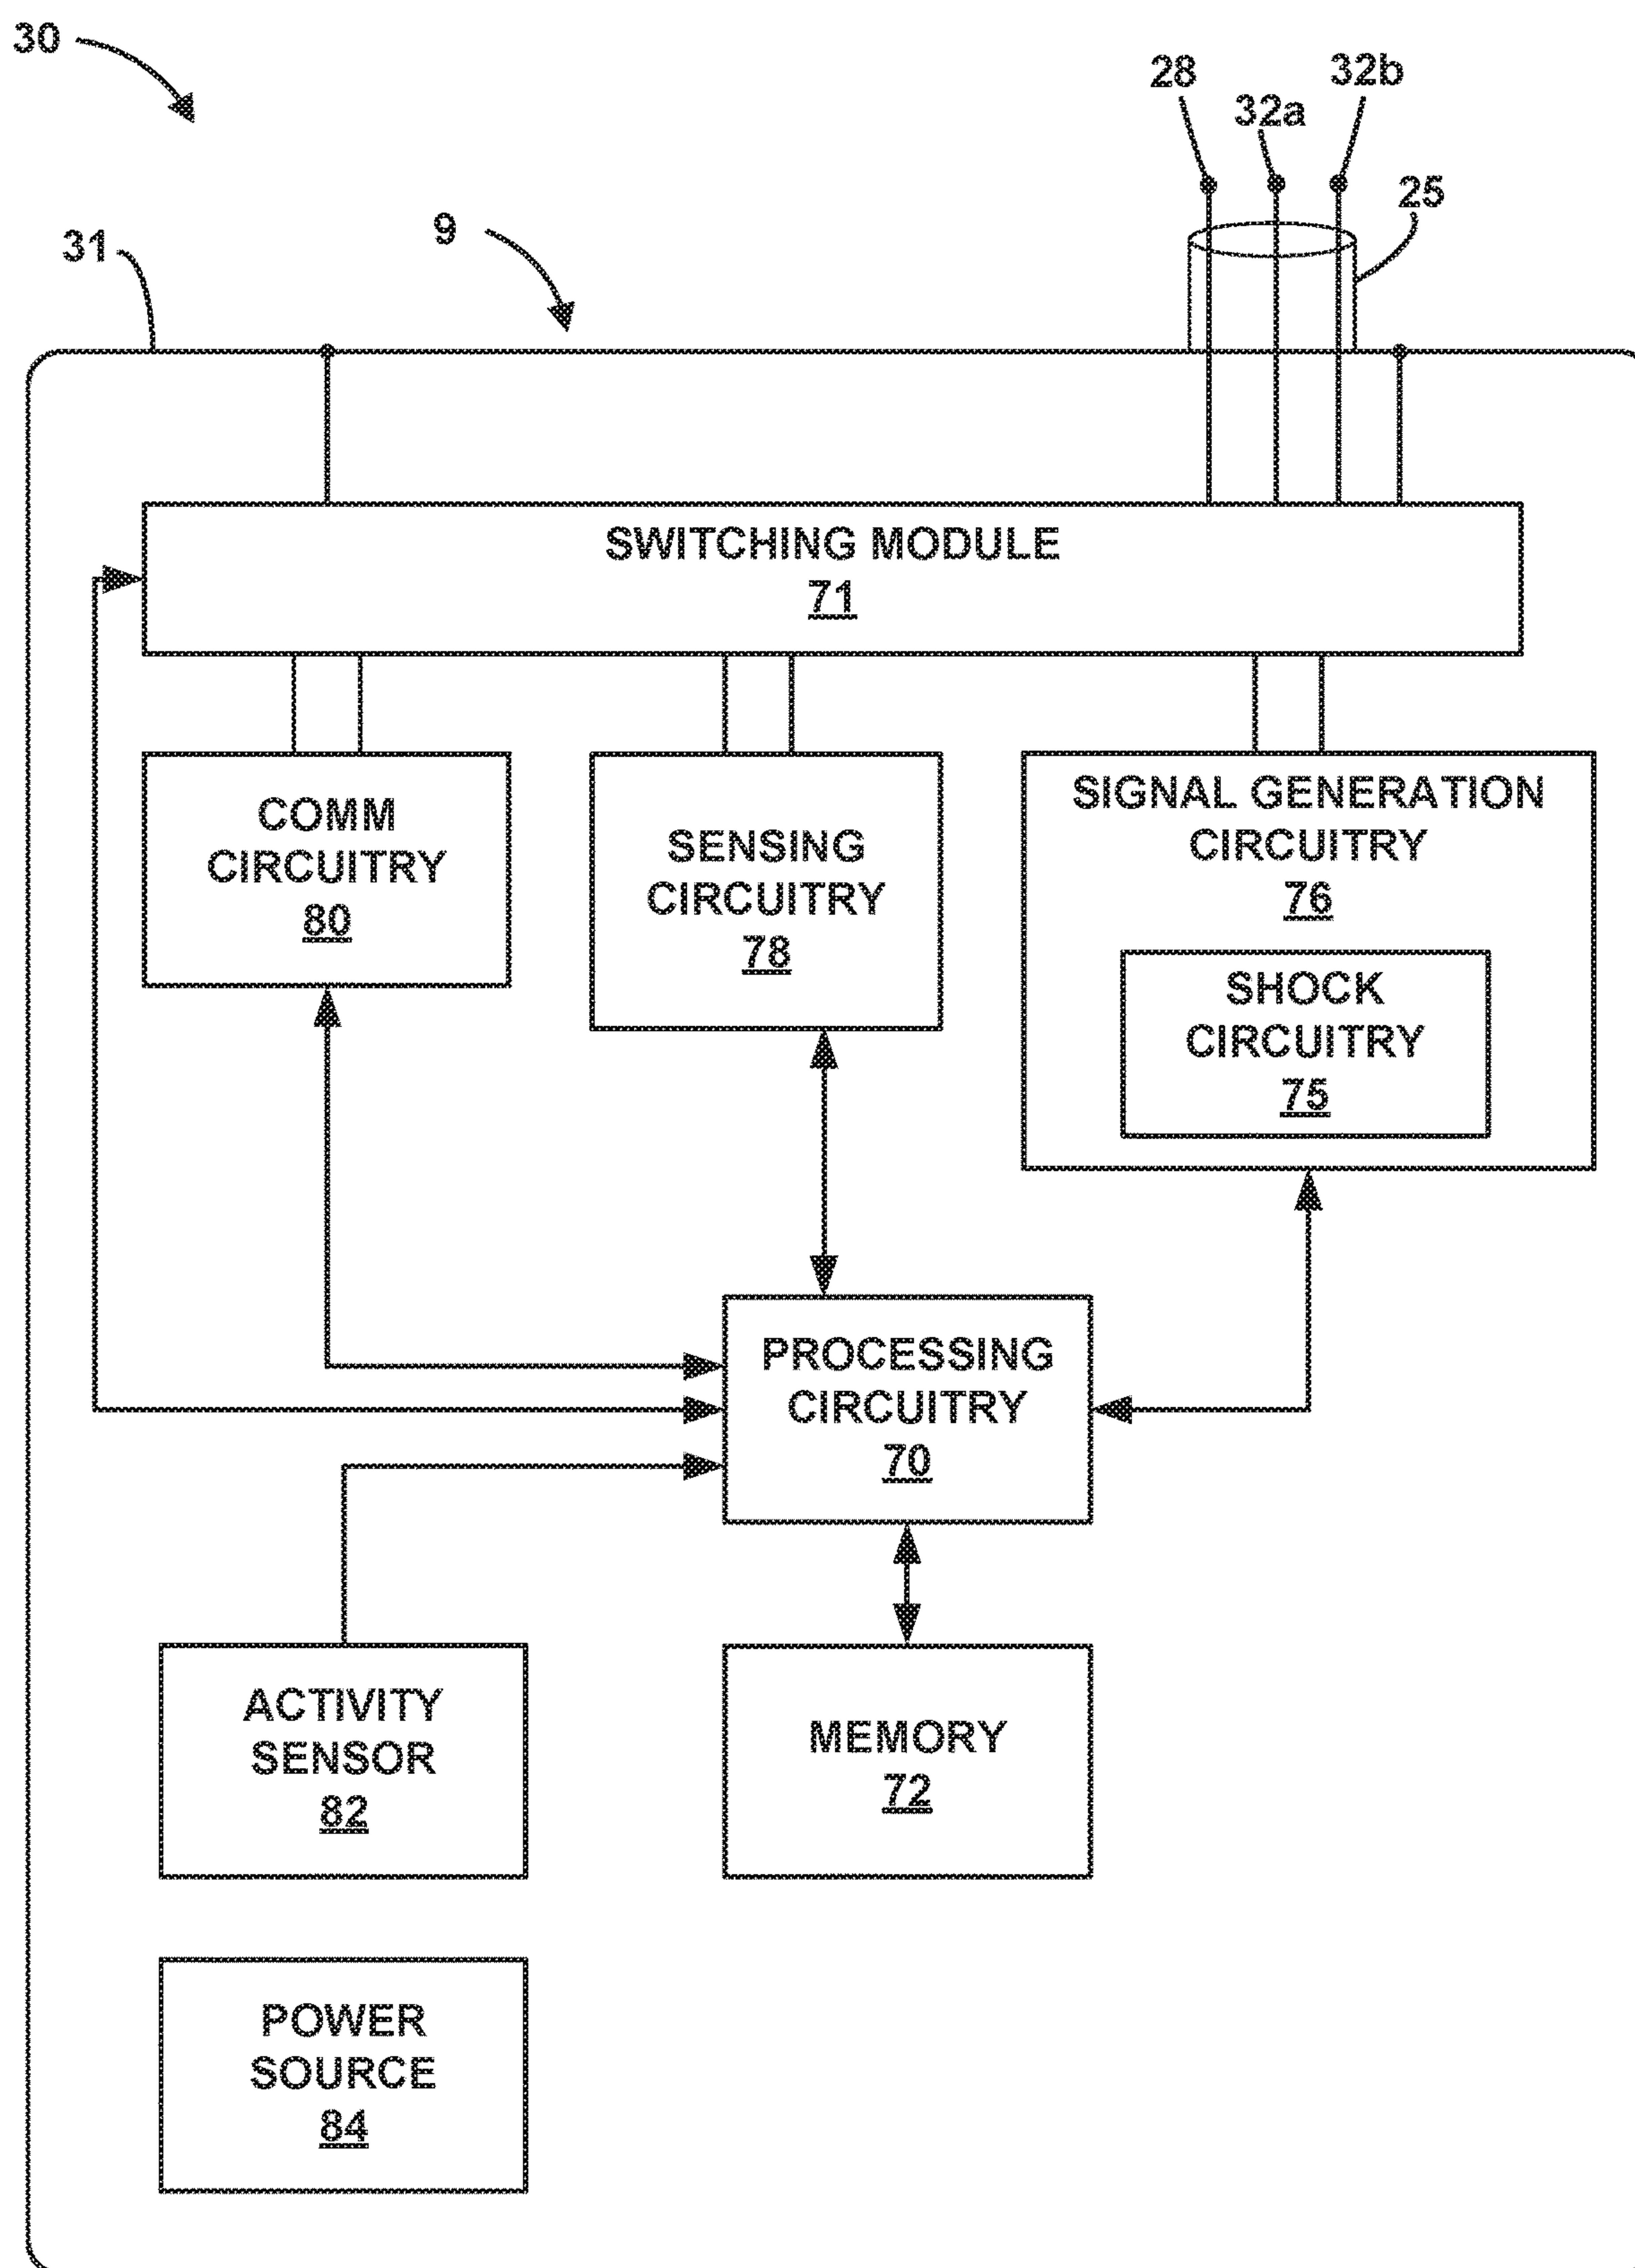 30
28
32b
32a
25
9
31
SWITCHING MODULE
71
COMM
CIRCUITRY
80
SENSING
CIRCUITRY
78
SIGNAL GENERATION
CIRCUITRY
76
SHOCK
CIRCUITRY
75
PROCESSING
CIRCUITRY
70
ACTIVITY
SENSOR
82
MEMORY
72
POWER
SOURCE
84